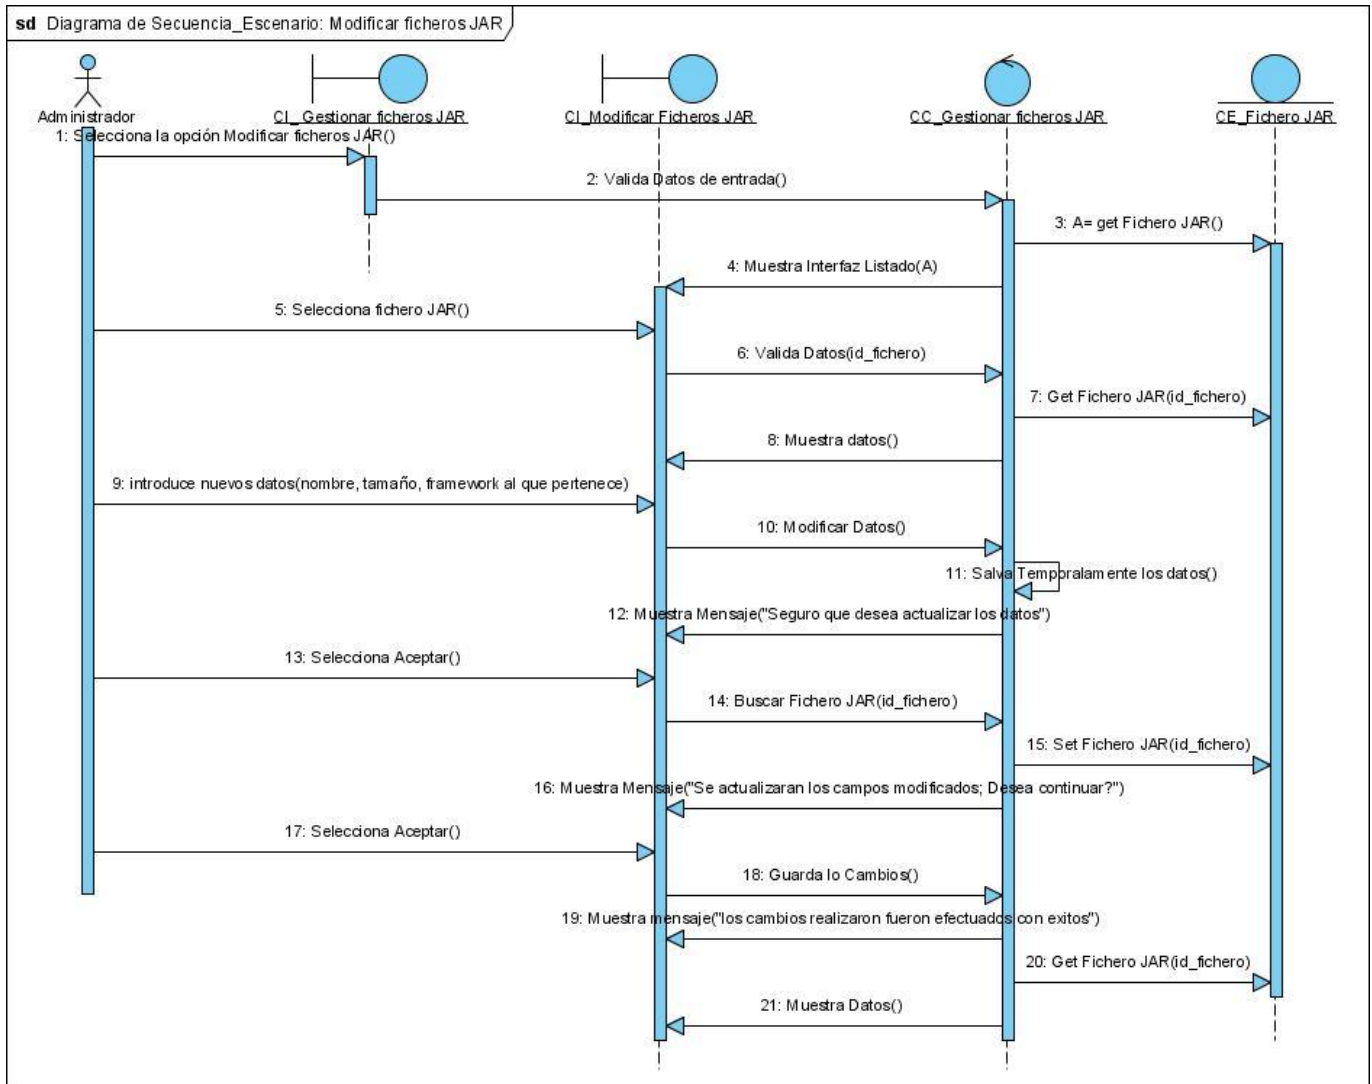 sd Diagrama de Secuencia_Escenario: Modificar ficheros JAR
Administrador
CI_ Gestionar ficheros JAR
CI_Modificar Ficheros JAR
CC_Gestionar ficheros JAR
CE_Fichero JAR
1: Selecciona la opción Modificar ficheros JAR()
2: Valida Datos de entrada()
3: A= get Fichero JAR()
4: Muestra Interfaz Listado(A)
5: Selecciona fichero JAR()
6: Valida Datos(id_fichero)
7: Get Fichero JAR(id_fichero)
8: Muestra datos()
9: introduce nuevos datos(nombre, tamaño, framework al que pertenece)
10: Modificar Datos()
11: Salva Temporalamente los datos()
12: Muestra Mensaje("Seguro que desea actualizar los datos")
13: Selecciona Aceptar()
14: Buscar Fichero JAR(id_fichero)
15: Set Fichero JAR(id_fichero)
16: Muestra Mensaje("Se actualizaran los campos modificados; Desea continuar?")
17: Selecciona Aceptar()
18: Guarda lo Cambios()
19: Muestra mensaje("los cambios realizaron fueron efectuados con exitos")
20: Get Fichero JAR(id_fichero)
21: Muestra Datos()